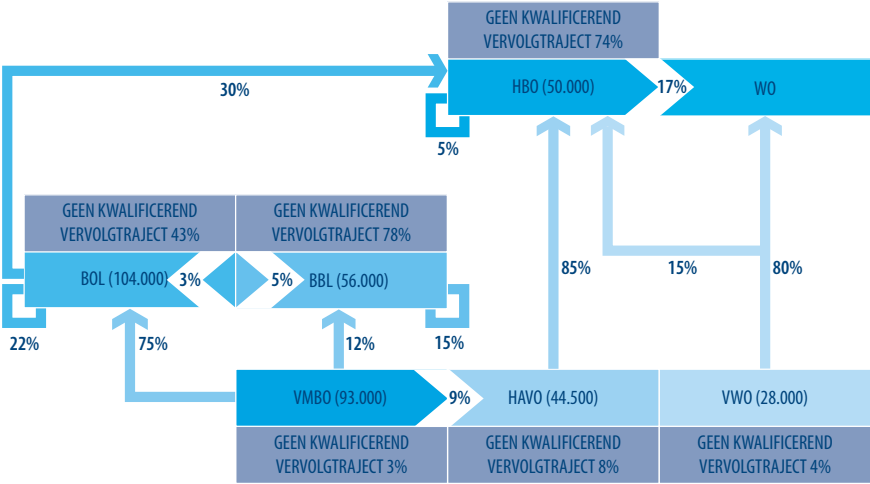 GEEN KWALIFICEREND
VERVOLGTRAJECT 74%
30%
HBO (50.000)
17%
WO
5%
GEEN KWALIFICEREND
VERVOLGTRAJECT 43%
GEEN KWALIFICEREND
VERVOLGTRAJECT 78%
BOL (104.000)
3%
5%
BBL (56.000)
85%
15%
80%
22%
75%
12%
15%
VMBO (93.000)
9%
HAVO (44.500)
VWO (28.000)
GEEN KWALIFICEREND
VERVOLGTRAJECT 3%
GEEN KWALIFICEREND
VERVOLGTRAJECT 8%
GEEN KWALIFICEREND
VERVOLGTRAJECT 4%